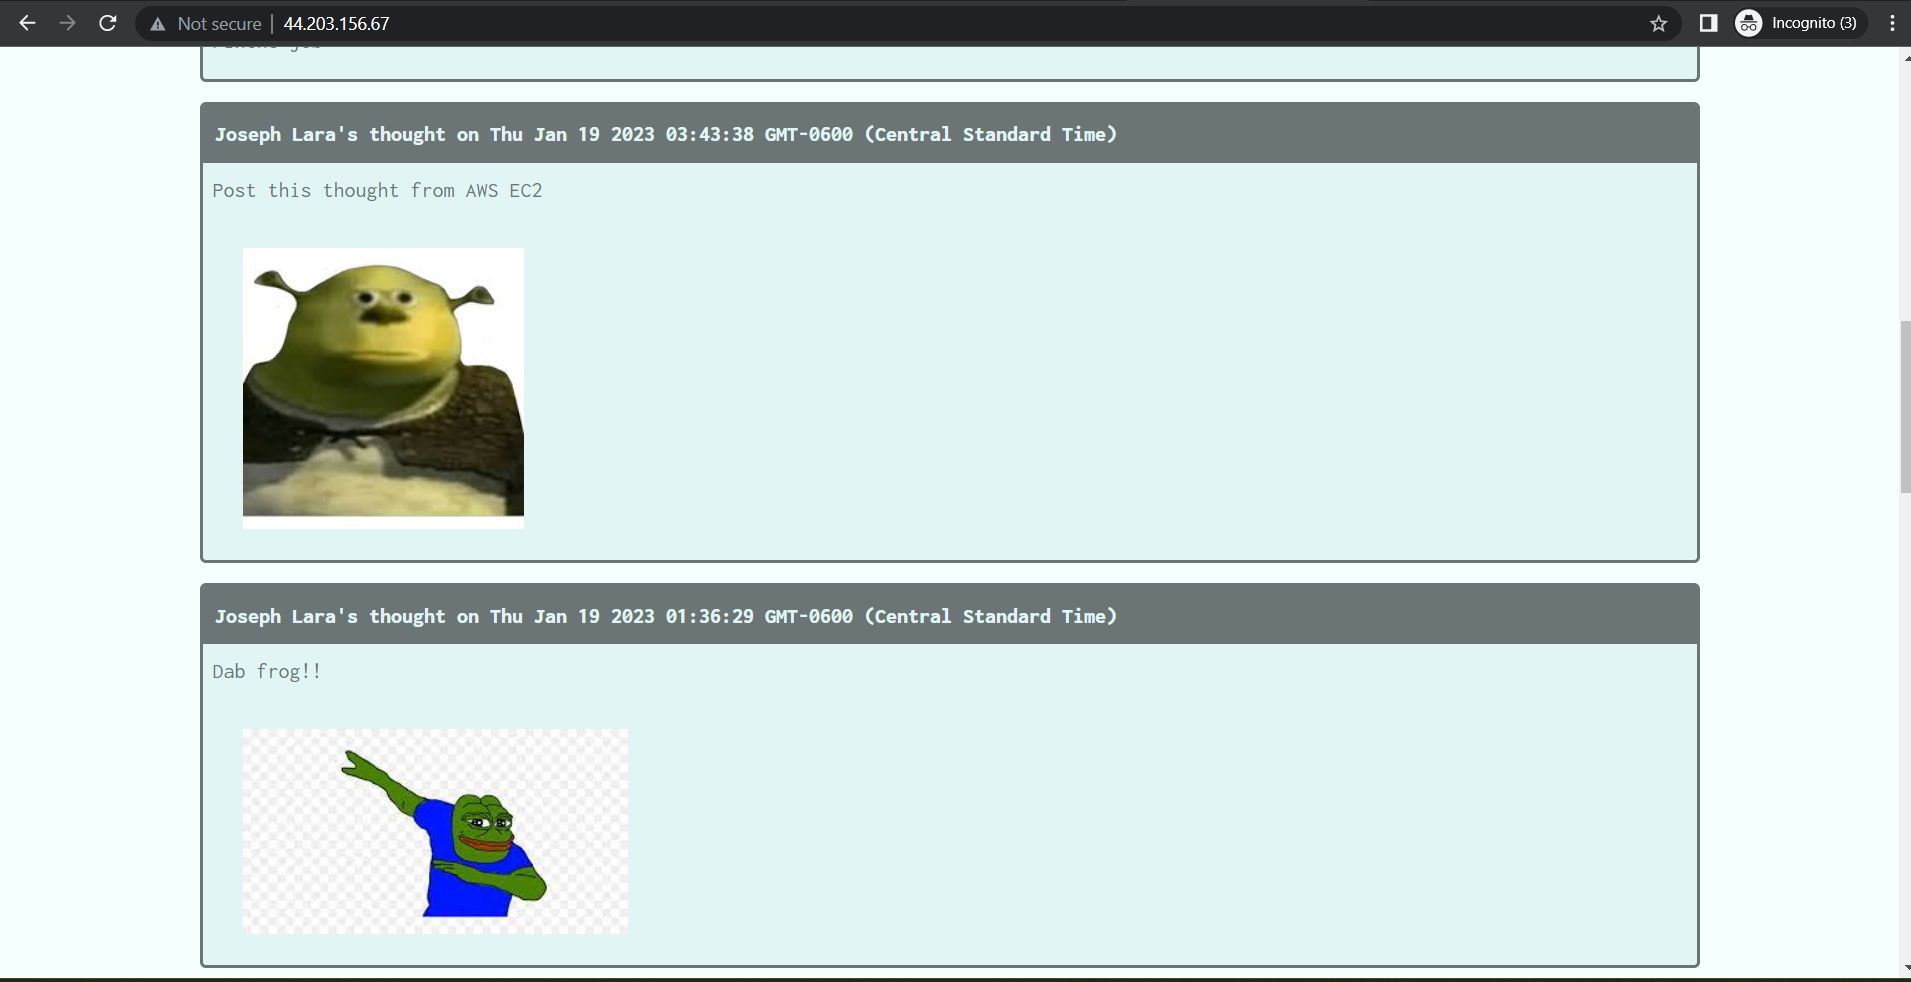 Not secure
44.203.156.67
Incognito (3)
Joseph Lara's thought on Thu Jan 19 2023 03:43:38 GMT-0600 (Central Standard Time)
Post this thought from AWS EC2
Joseph Lara's thought on Thu Jan 19 2023 01:36:29 GMT-0600 (Central Standard Time)
Dab frog!!